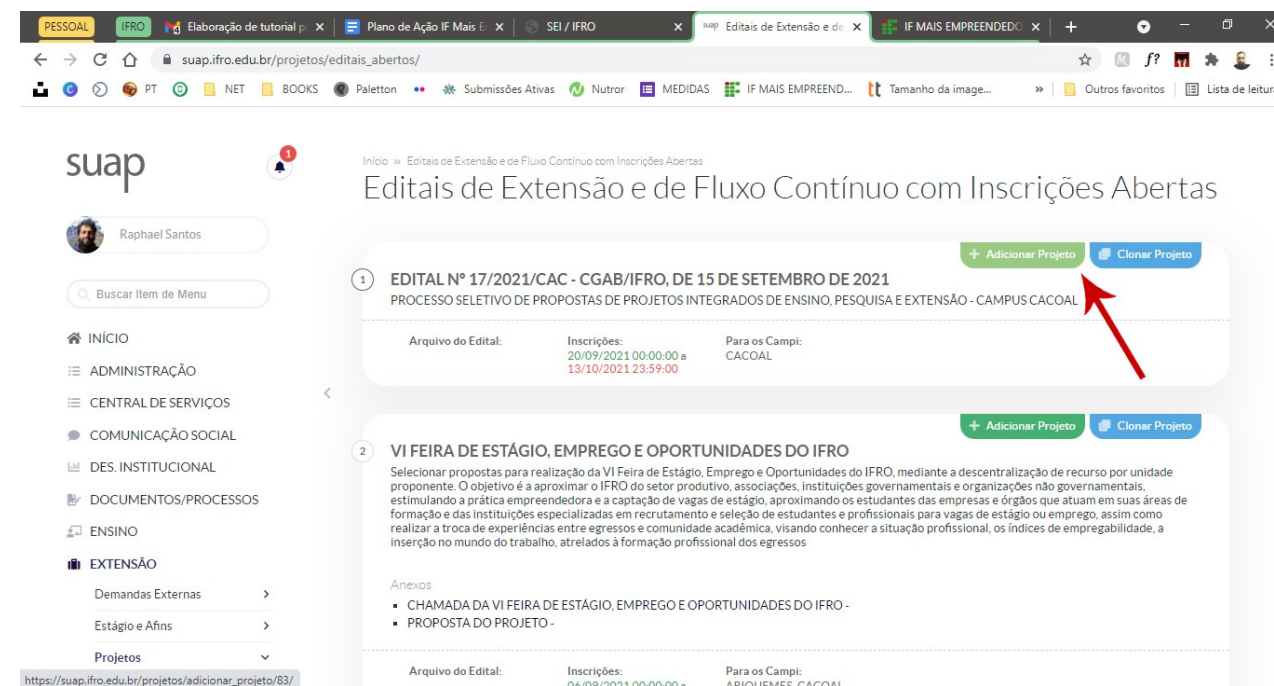 PESSOAL
IFRO
Elaboração de tutorial p
Plano de Ação IF Mais E
SEI / IFRO
suap Editais de Extensão e de
IF MAIS EMPREENDEDO
suap.ifro.edu.br/projetos/editais_abertos/
f?
PT
NET
BOOKS
Paletton
Submissões Ativas
Nutror
MEDIDAS
IF MAIS EMPREEND...
Tamanho da image...
»
Outros favoritos
Lista de leitura
suap
1
Raphael Santos
Buscar Item de Menu
INÍCIO
ADMINISTRAÇÃO
CENTRAL DE SERVIÇOS
COMUNICAÇÃO SOCIAL
DES. INSTITUCIONAL
DOCUMENTOS/PROCESSOS
ENSINO
EXTENSÃO
Demandas Externas
Estágio e Afins
Projetos
https://suap.ifro.edu.br/projetos/adicionar_projeto/83/
Início » Editais de Extensão e de Fluxo Contínuo com Inscrições Abertas
Editais de Extensão e de Fluxo Contínuo com Inscrições Abertas
+ Adicionar Projeto
Clonar Projeto
1
EDITAL Nº 17/2021/CAC - CGAB/IFRO, DE 15 DE SETEMBRO DE 2021
PROCESSO SELETIVO DE PROPOSTAS DE PROJETOS INTEGRADOS DE ENSINO, PESQUISA E EXTENSÃO - CAMPUS CACOAL
Arquivo do Edital:
Inscrições:
20/09/2021 00:00:00 a
13/10/2021 23:59:00
Para os Campi:
CACOAL
+ Adicionar Projeto
Clonar Projeto
2
VI FEIRA DE ESTÁGIO, EMPREGO E OPORTUNIDADES DO IFRO
Selecionar propostas para realização da VI Feira de Estágio, Emprego e Oportunidades do IFRO, mediante a descentralização de recurso por unidade
proponente. O objetivo é a aproximar o IFRO do setor produtivo, associações, instituições governamentais e organizações não governamentais,
estimulando a prática empreendedora e a captação de vagas de estágio, aproximando os estudantes das empresas e órgãos que atuam em suas áreas de
formação e das instituições especializadas em recrutamento e seleção de estudantes e profissionais para vagas de estágio ou emprego, assim como
realizar a troca de experiências entre egressos e comunidade acadêmica, visando conhecer a situação profissional, os índices de empregabilidade, a
inserção no mundo do trabalho, atrelados à formação profissional dos egressos
Anexos
CHAMADA DA VI FEIRA DE ESTÁGIO, EMPREGO E OPORTUNIDADES DO IFRO -
PROPOSTA DO PROJETO -
Arquivo do Edital:
Inscrições:
06/09/2021 00:00:00 a
Para os Campi:
ARIQUEMES, CACOAL